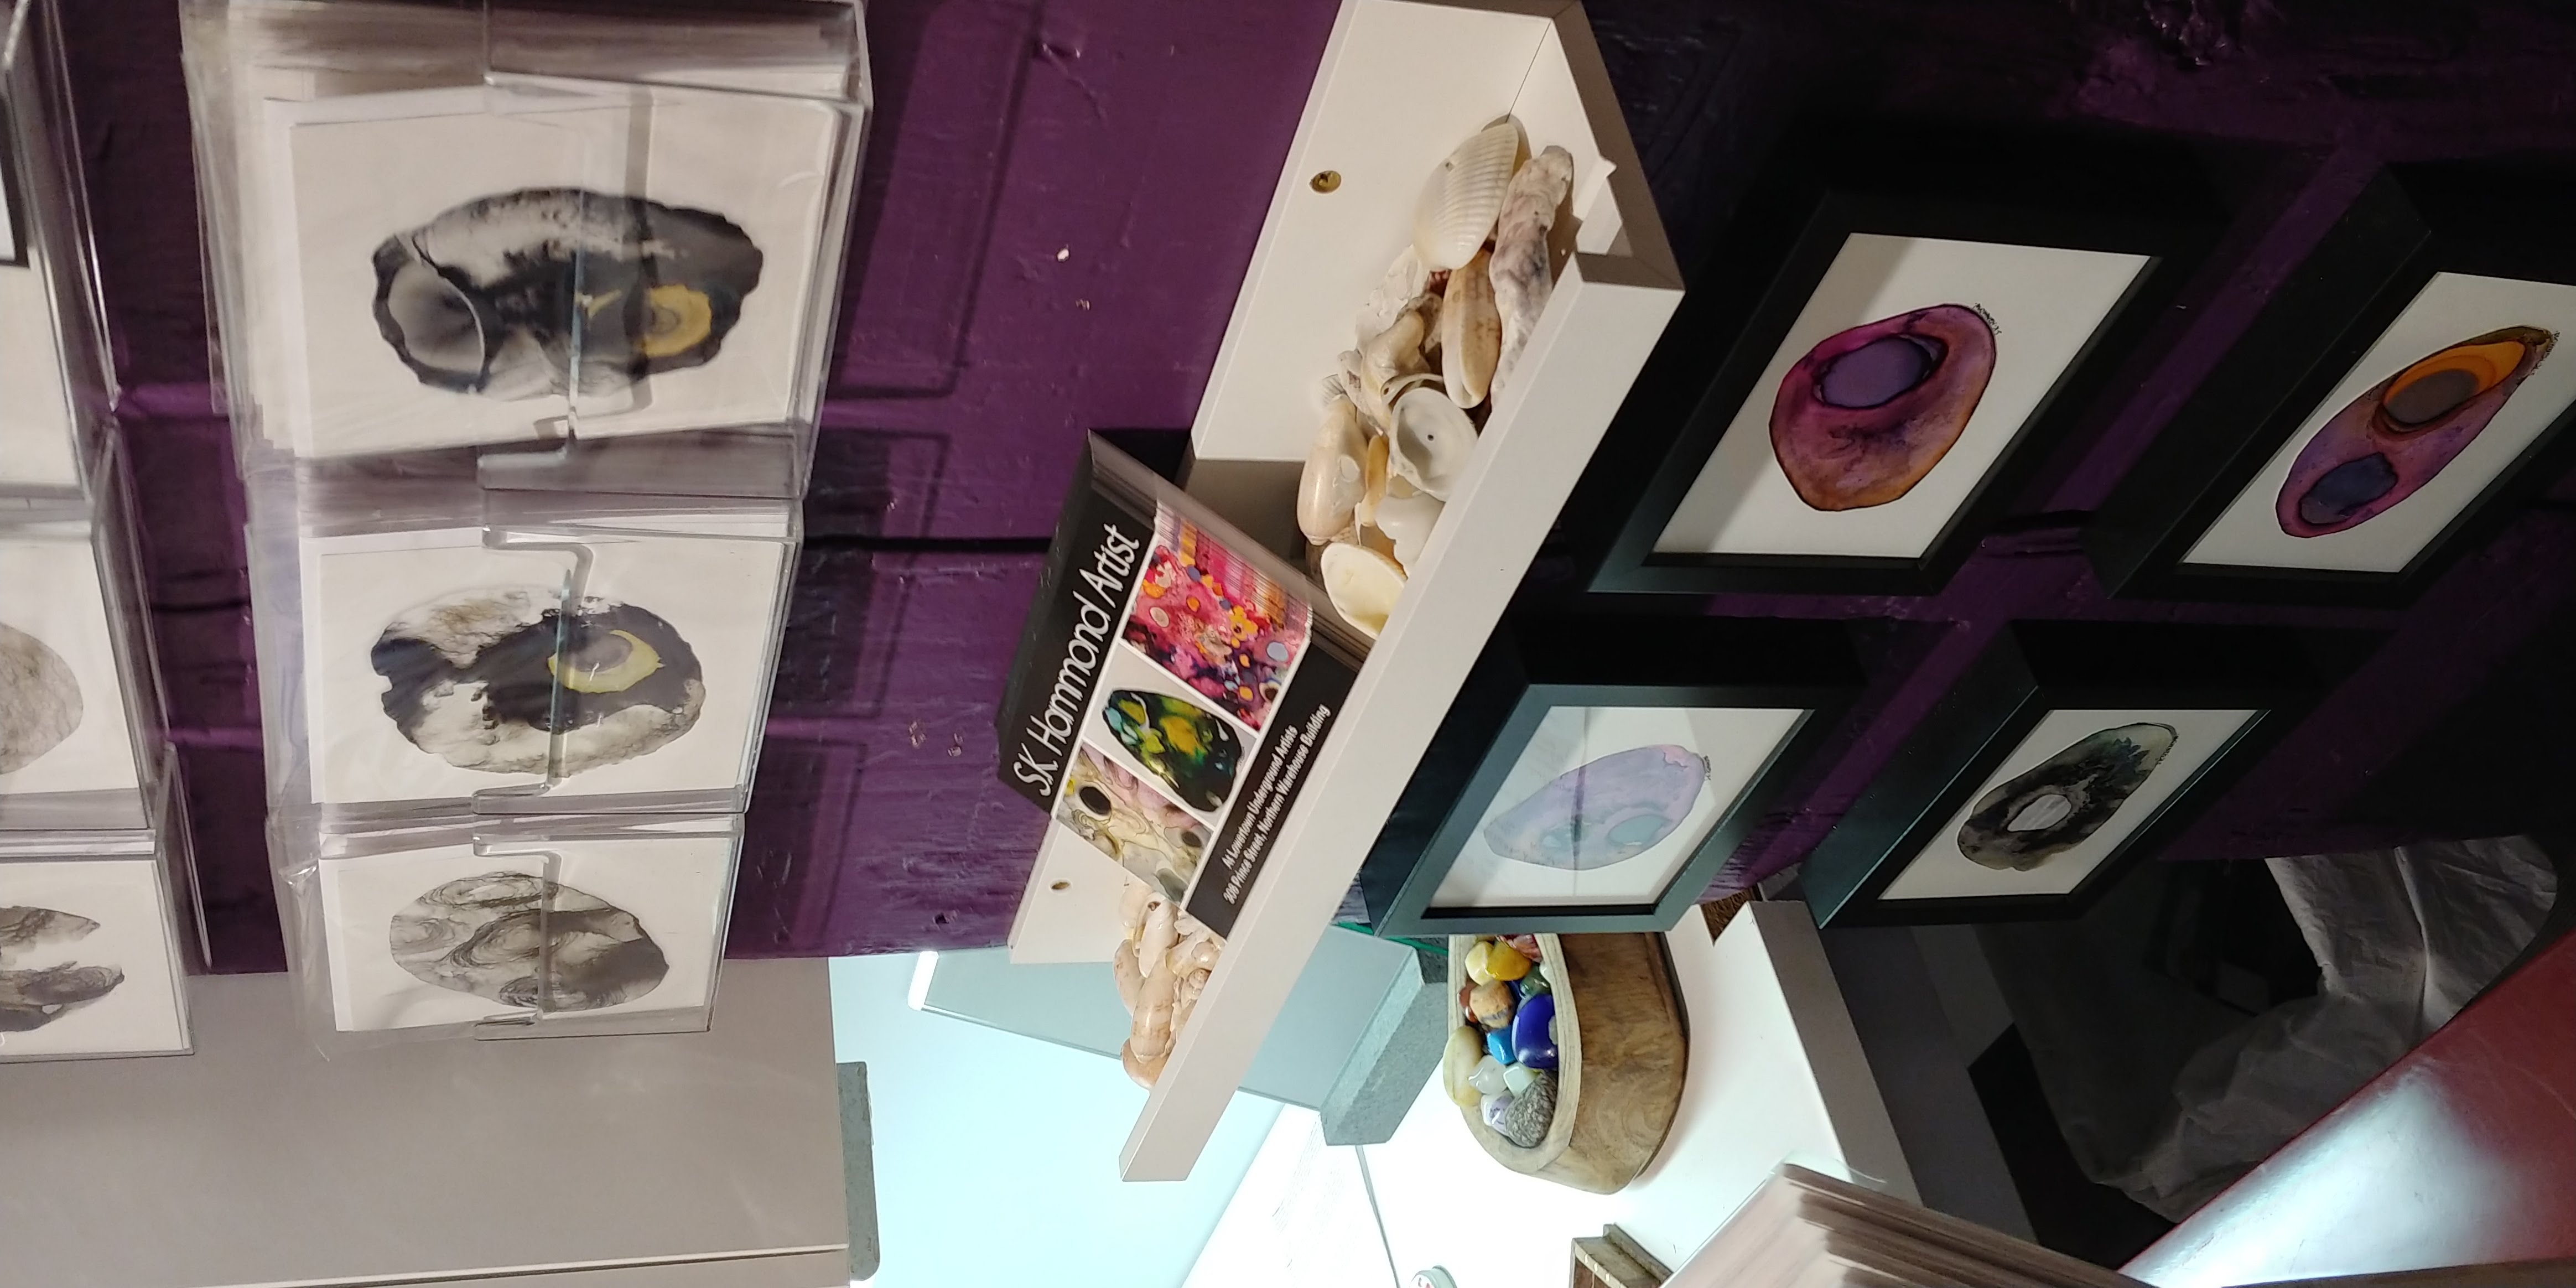 S.K. Hammond Artist
At Lowertown Underground Artists
308 Prince Street, Northern Warehouse Building